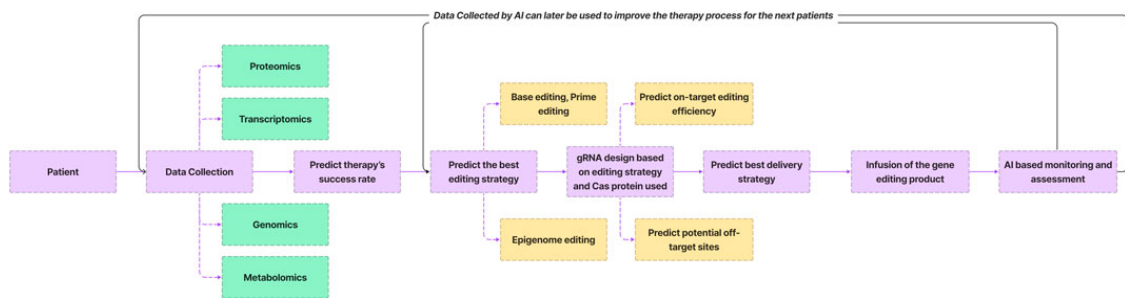 Data Collected by AI can later be used to improve the therapy process for the next patients
Proteomics
Transcriptomics
Base editing, Prime
editing
Predict on-target editing
efficiency
Patient
Data Collection
Predict therapy's
success rate
Predict the best
editing strategy
gRNA design based
on editing strategy
and Cas protein used
Predict best delivery
strategy
Infusion of the gene
editing product
AI based monitoring and
assessment
Genomics
Metabolomics
Epigenome editing
Predict potential off-
target sites